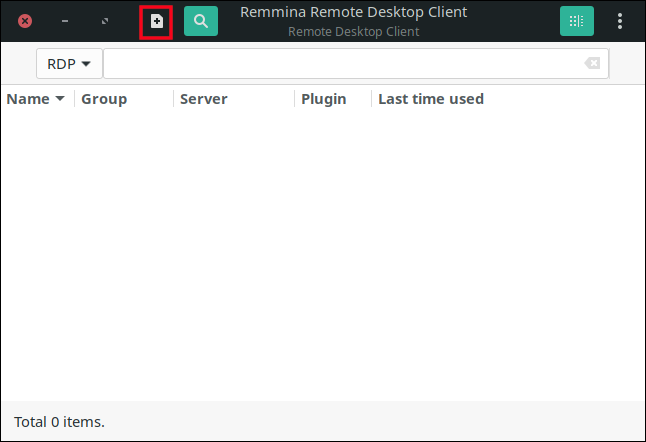 Remmina Remote Desktop Client
Remote Desktop Client
RDP
Name Group Server Plugin Last time used
Total 0 items.